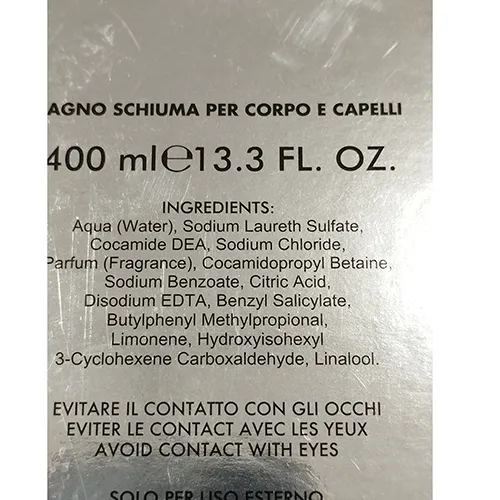 AGNO SCHIUMA PER CORPO E CAPELLI
400 ml℮13.3 FL. OZ.
INGREDIENTS:
Aqua (Water), Sodium Laureth Sulfate,
Cocamide DEA, Sodium Chloride,
Parfum (Fragrance), Cocamidopropyl Betaine,
Sodium Benzoate, Citric Acid,
Disodium EDTA, Benzyl Salicylate,
Butylphenyl Methylpropional,
Limonene, Hydroxyisohexyl
3-Cyclohexene Carboxaldehyde, Linalool.
EVITARE IL CONTATTO CON GLI OCCHI
EVITER LE CONTACT AVEC LES YEUX
AVOID CONTACT WITH EYES
SOLO PER USO ESTERNO